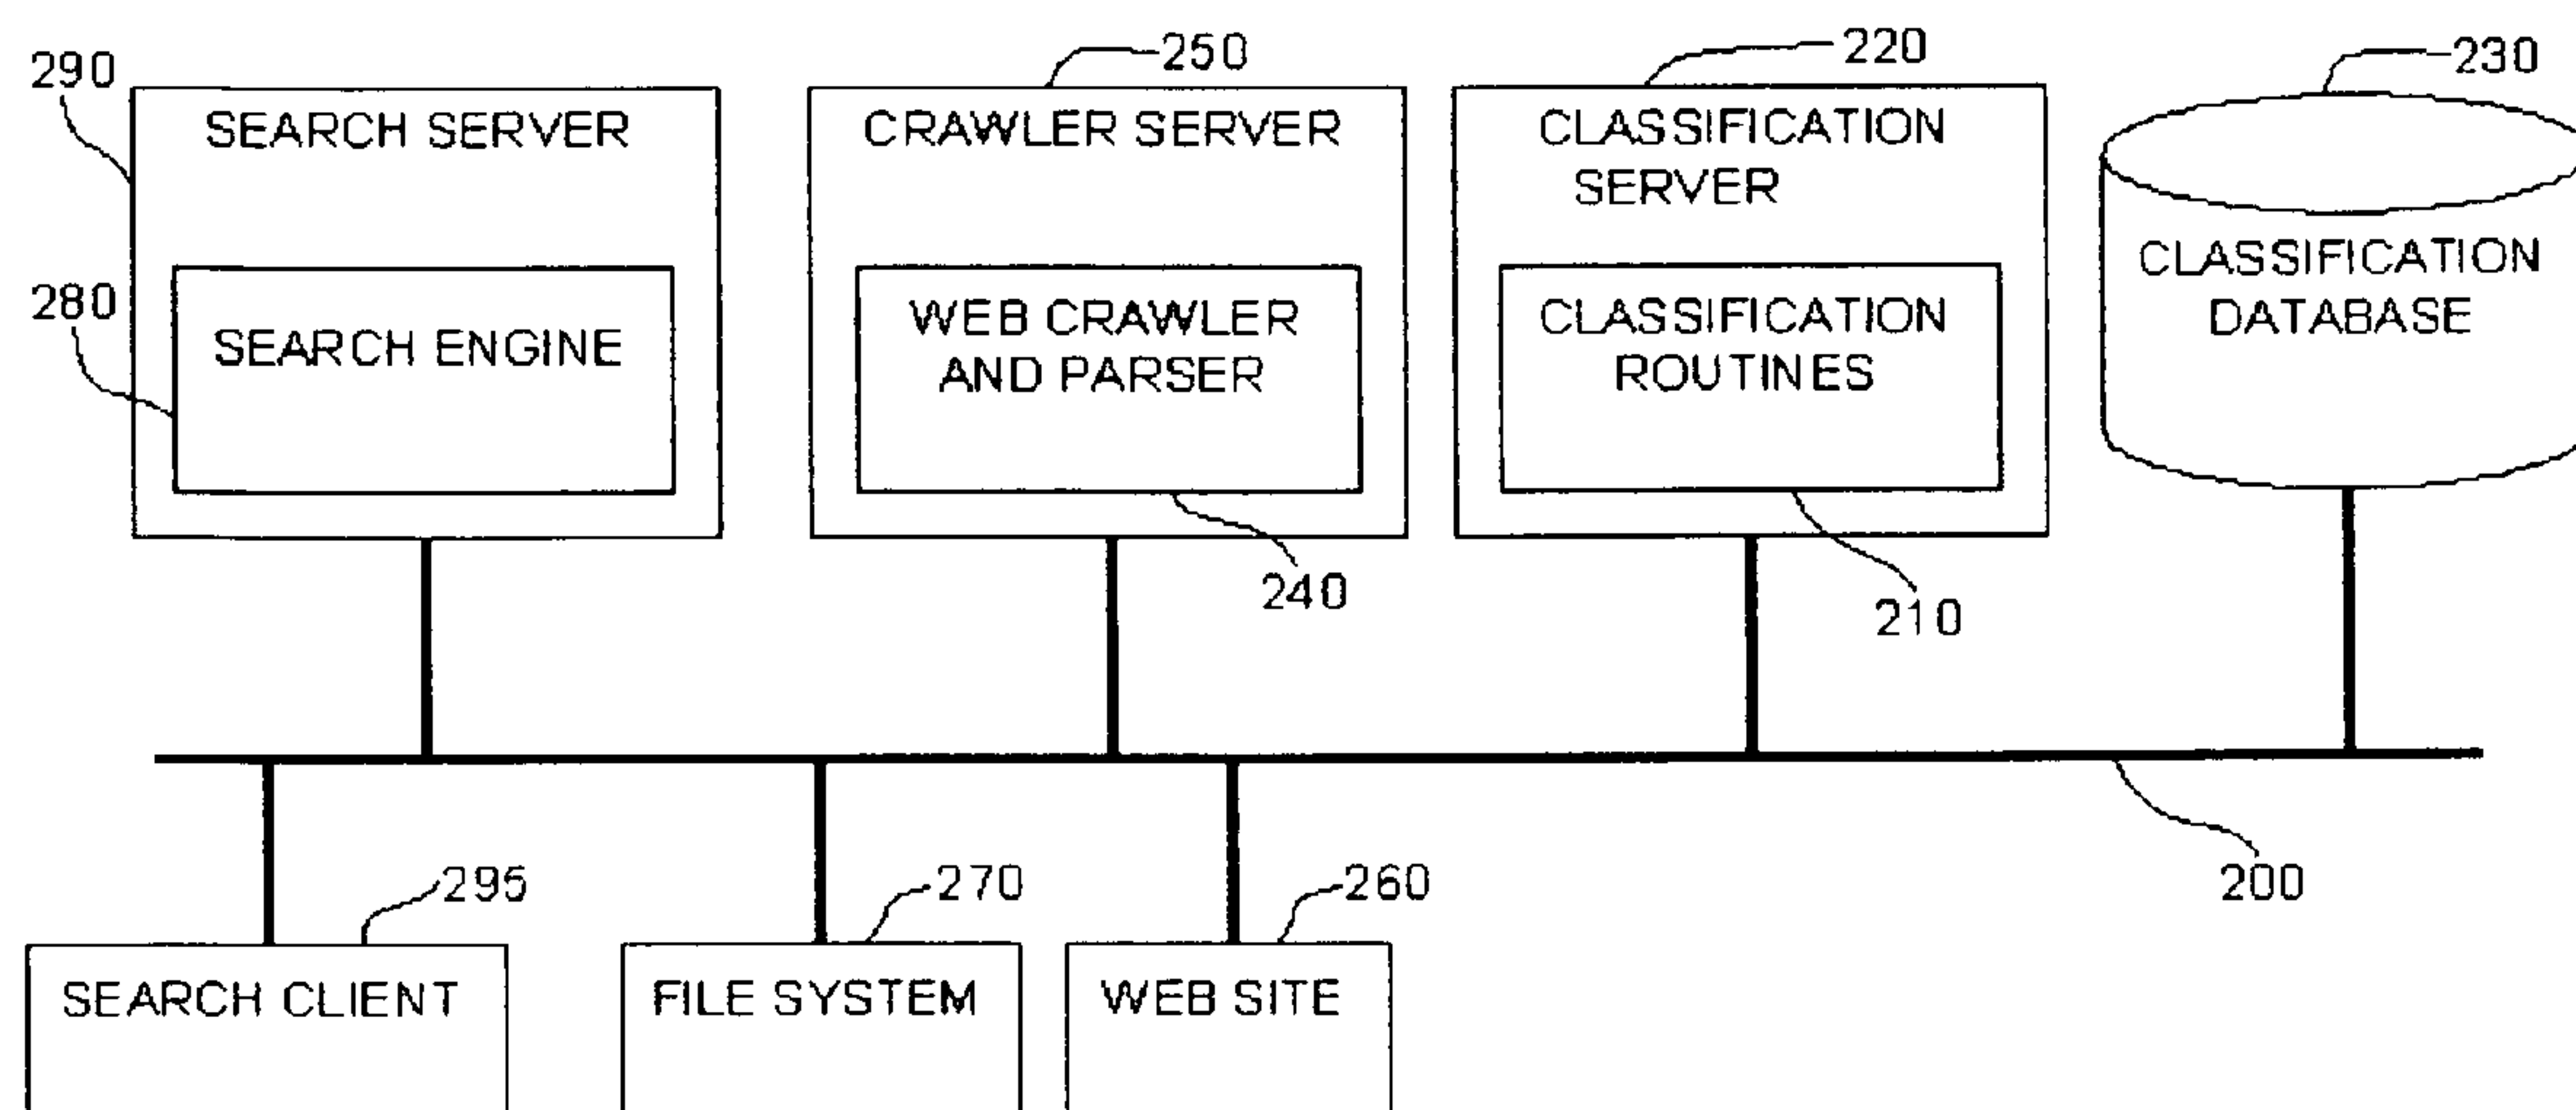 290
250
220
230
SEARCH SERVER
CRAWLER SERVER
CLASSIFICATION
SERVER
CLASSIFICATION
DATABASE
280
SEARCH ENGINE
WEB CRAWLER
AND PARSER
CLASSIFICATION
ROUTINES
240
210
295
270
260
200
SEARCH CLIENT
FILE SYSTEM
WEB SITE